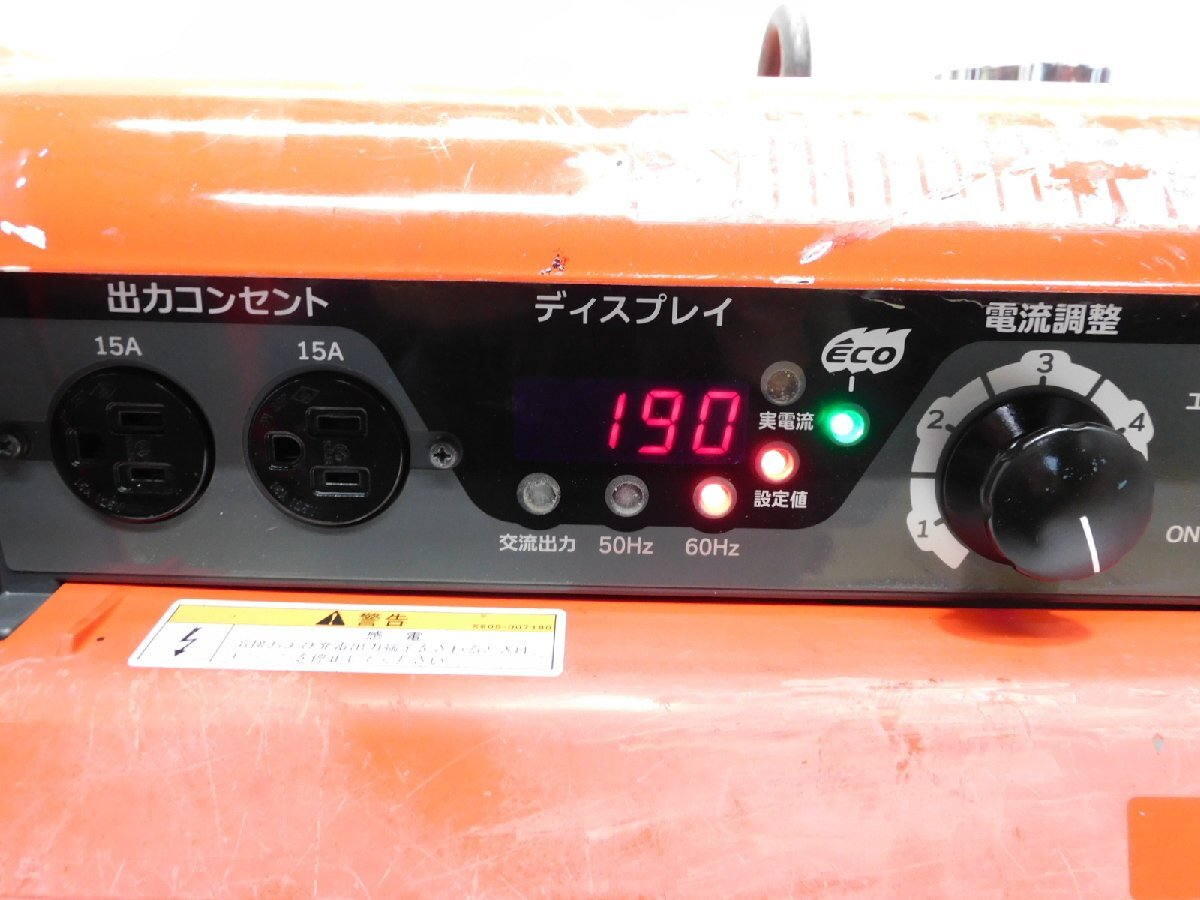 出力コンセント
15A
15A
ディスプレイ
190
実電流
設定値
交流出力
50Hz
60Hz
ECO
電流調整
1
2
3
4
ON
警告
感電